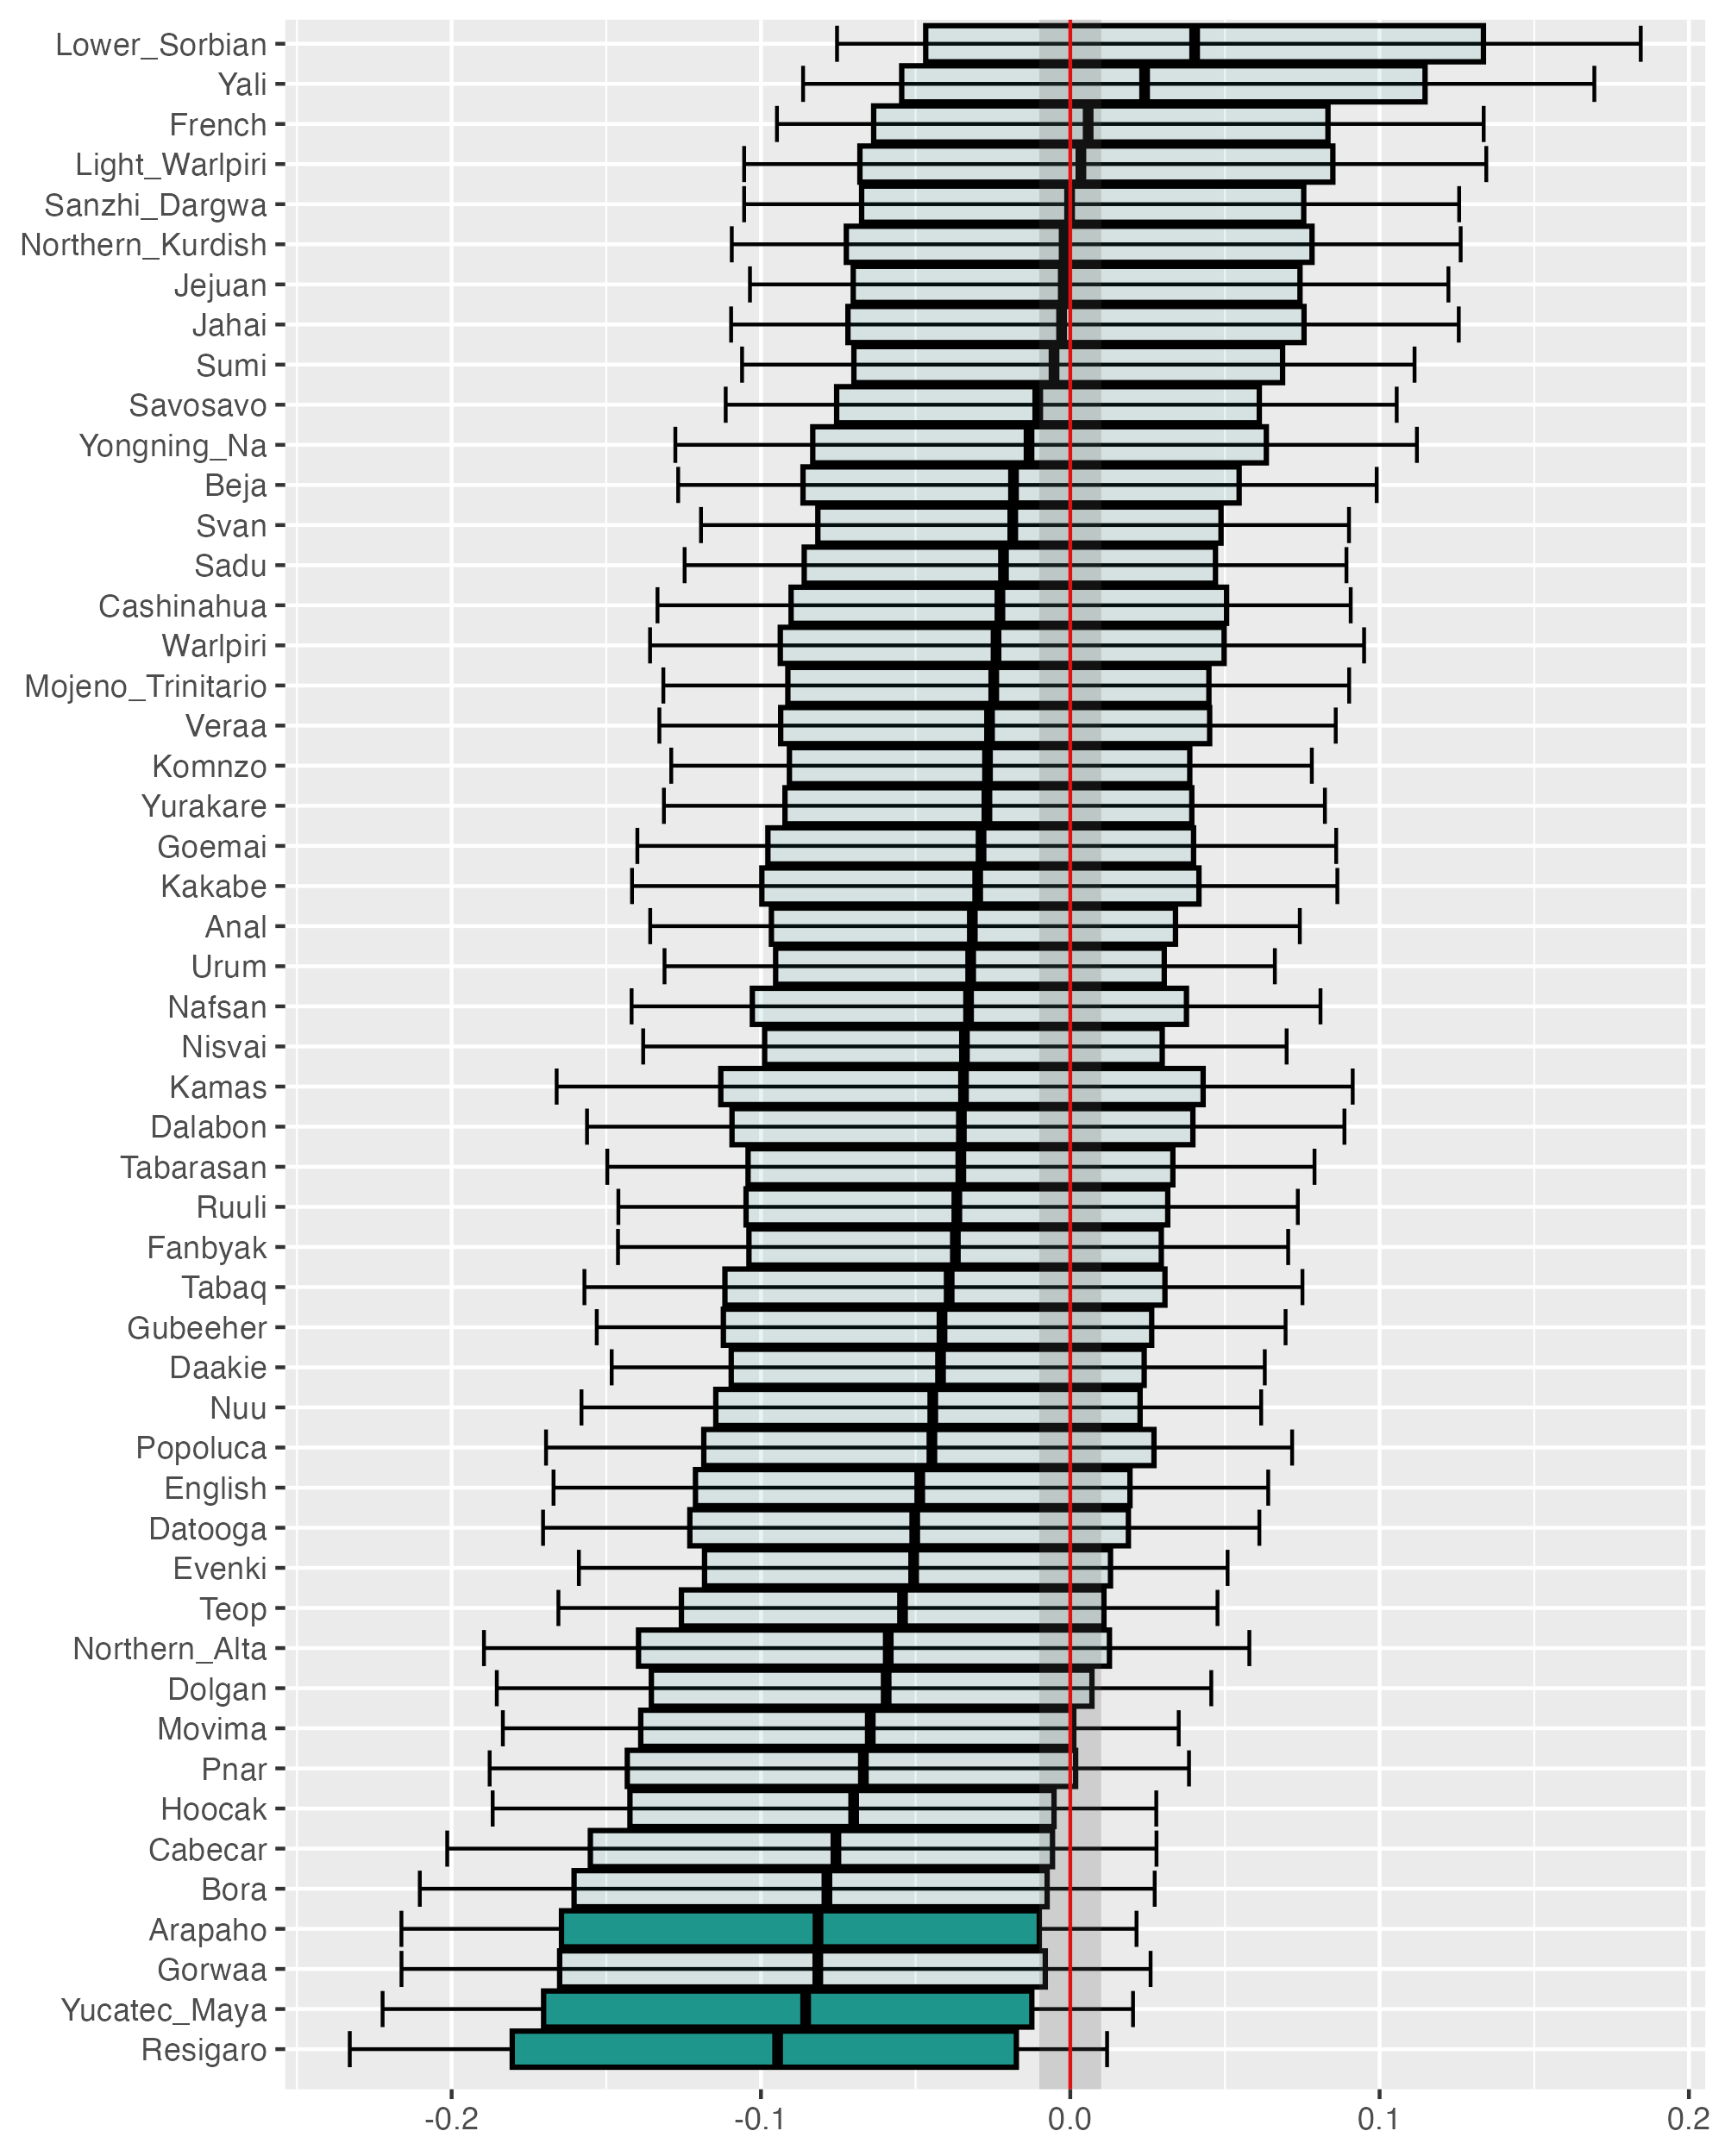 Lower_Sorbian
Yali
French
Light_Warlpiri
Sanzhi_Dargwa
Northern_Kurdish
Jejuan
Jahai
Sumi
Savosavo
Yongning_Na
Beja
Svan
Sadu
Cashinahua
Warlpiri
Mojeno_Trinitario
Veraa
Komnzo
Yurakare
Goemai
Kakabe
Anal
Urum
Nafsan
Nisvai
Kamas
Dalabon
Tabarasan
Ruuli
Fanbyak
Tabaq
Gubeeher
Daakie
Nuu
Popoluca
English
Datooga
Evenki
Teop
Northern_Alta
Dolgan
Movima
Pnar
Hoocak
Cabecar
Bora
Arapaho
Gorwaa
Yucatec_Maya
Resigaro
-0.2 -0.1 0.0 0.1 0.2